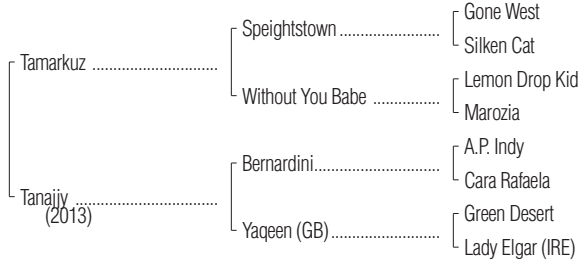 Gone West
Speightstown
Silken Cat
Tamarkuz
Lemon Drop Kid
Without You Babe
Marozia
A.P. Indy
Bernardini
Cara Rafaela
Tanajjy
(2013)
Green Desert
Yaqeen (GB)
Lady Elgar (IRE)